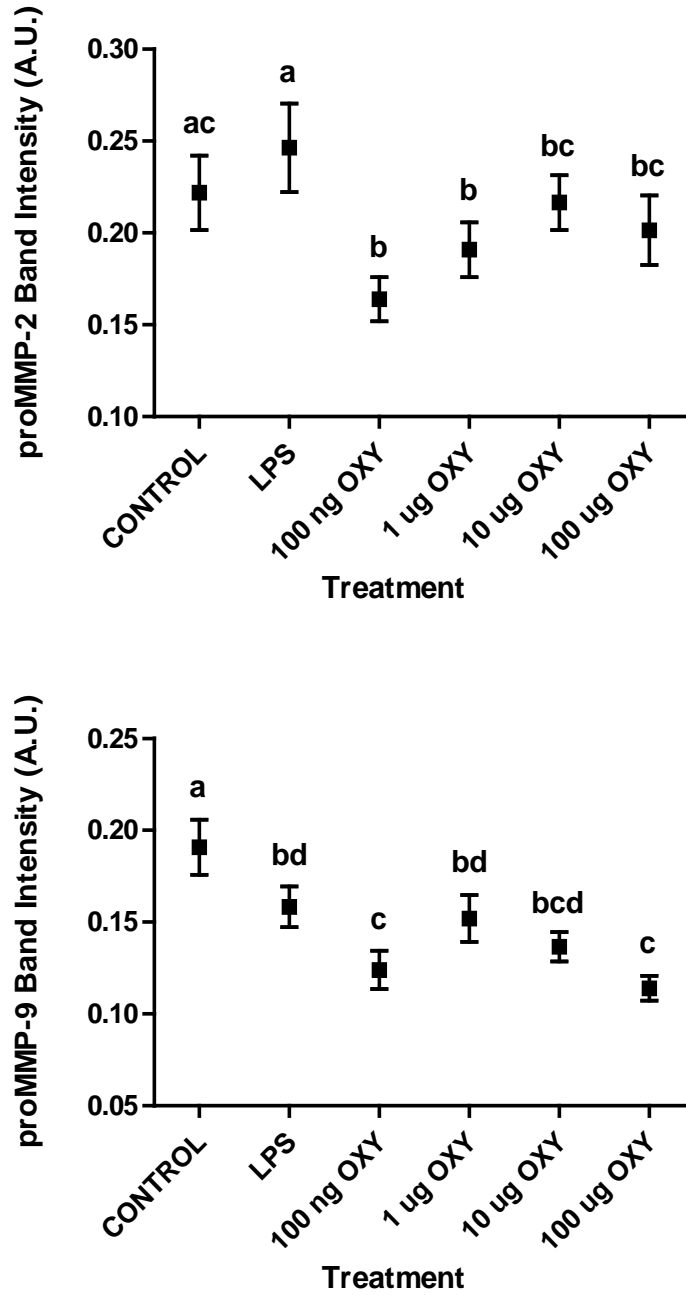 proMMP-2 Band Intensity (A.U.)
0.30
0.25
0.20
0.15
0.10
ac
a
b
b
bc
bc
CONTROL
LPS
100 ng OXY
1 ug OXY
10 ug OXY
100 ug OXY
Treatment
proMMP-9 Band Intensity (A.U.)
0.25
0.20
0.15
0.10
0.05
a
bd
c
bd
bcd
c
CONTROL
LPS
100 ng OXY
1 ug OXY
10 ug OXY
100 ug OXY
Treatment